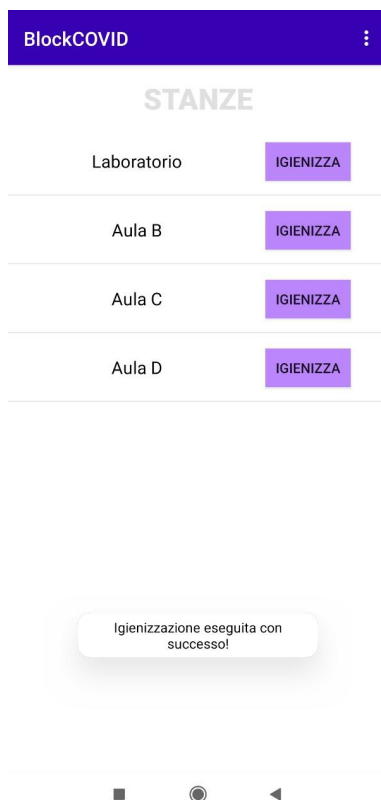 BlockCOVID
STANZE
Laboratorio IGIENIZZA
Aula B IGIENIZZA
Aula C IGIENIZZA
Aula D IGIENIZZA
Igienizzazione eseguita con
successo!